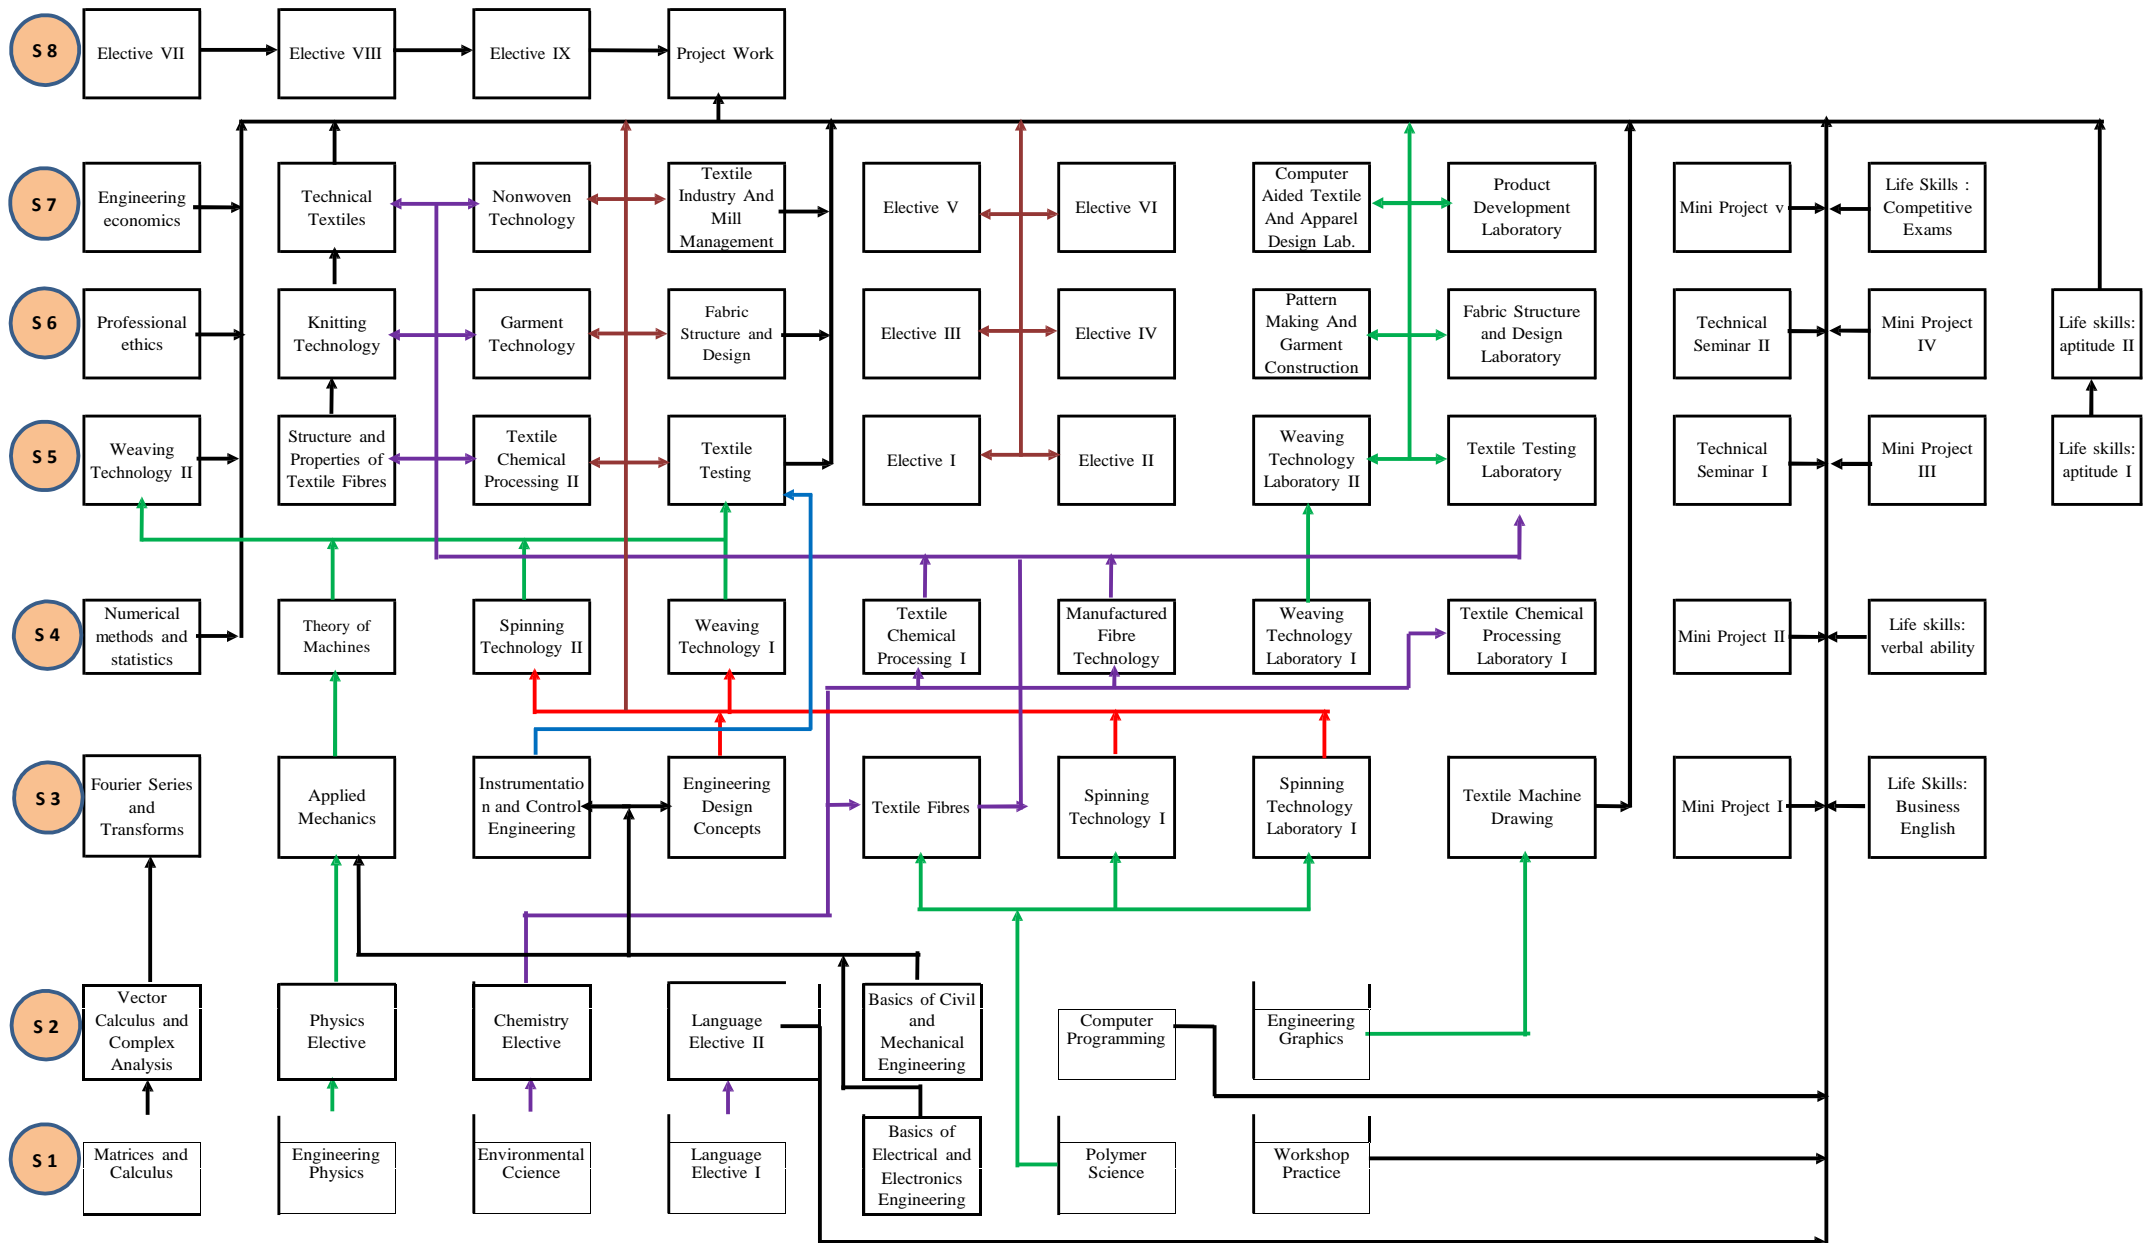 S 8
Elective VII
Elective VIII
Elective IX
Project Work
S 7
Engineering
economics
Technical
Textiles
Nonwoven
Technology
Textile
Industry And
Mill
Management
Elective V
Elective VI
Computer
Aided Textile
And Apparel
Design Lab.
Product
Development
Laboratory
Mini Project v
Life Skills :
Competitive
Exams
S 6
Professional
ethics
Knitting
Technology
Garment
Technology
Fabric
Structure and
Design
Elective III
Elective IV
Pattern
Making And
Garment
Construction
Fabric Structure
and Design
Laboratory
Technical
Seminar II
Mini Project
IV
Life skills:
aptitude II
S 5
Weaving
Technology II
Structure and
Properties of
Textile Fibres
Textile
Chemical
Processing II
Textile
Testing
Elective I
Elective II
Weaving
Technology
Laboratory II
Textile Testing
Laboratory
Technical
Seminar I
Mini Project
III
Life skills:
aptitude I
S 4
Numerical
methods and
statistics
Theory of
Machines
Spinning
Technology II
Weaving
Technology I
Textile
Chemical
Processing I
Manufactured
Fibre
Technology
Weaving
Technology
Laboratory I
Textile Chemical
Processing
Laboratory I
Mini Project II
Life skills:
verbal ability
S 3
Fourier Series
and
Transforms
Applied
Mechanics
Instrumentatio
n and Control
Engineering
Engineering
Design
Concepts
Textile Fibres
Spinning
Technology I
Spinning
Technology
Laboratory I
Textile Machine
Drawing
Mini Project I
Life Skills:
Business
English
S 2
Vector
Calculus and
Complex
Analysis
Physics
Elective
Chemistry
Elective
Language
Elective II
Basics of Civil
and
Mechanical
Engineering
Computer
Programming
Engineering
Graphics
S 1
Matrices and
Calculus
Engineering
Physics
Environmental
Ccience
Language
Elective I
Basics of
Electrical and
Electronics
Engineering
Polymer
Science
Workshop
Practice